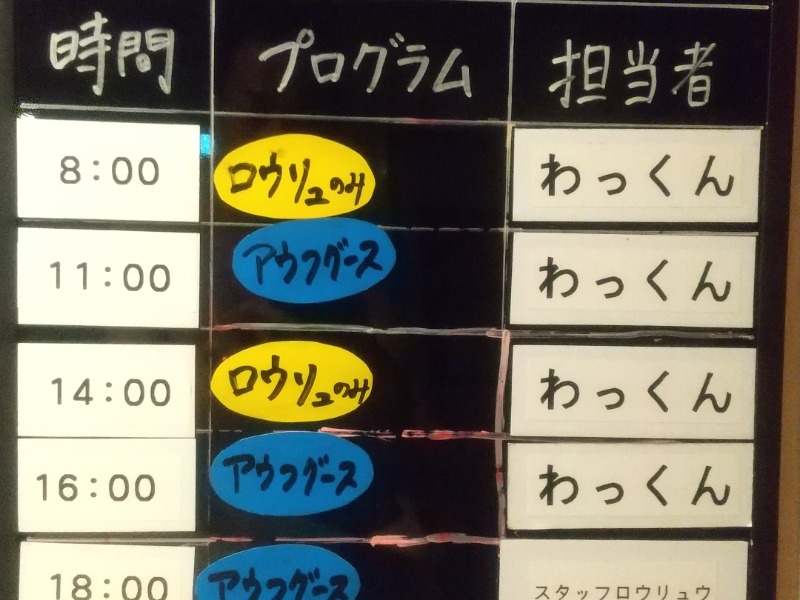 時間 プログラム 担当者
8:00 ロウリュのみ わっくん
11:00 アウフグース わっくん
14:00 ロウリュのみ わっくん
16:00 アウフグース わっくん
18:00 アウフグース スタッフロウリュウ